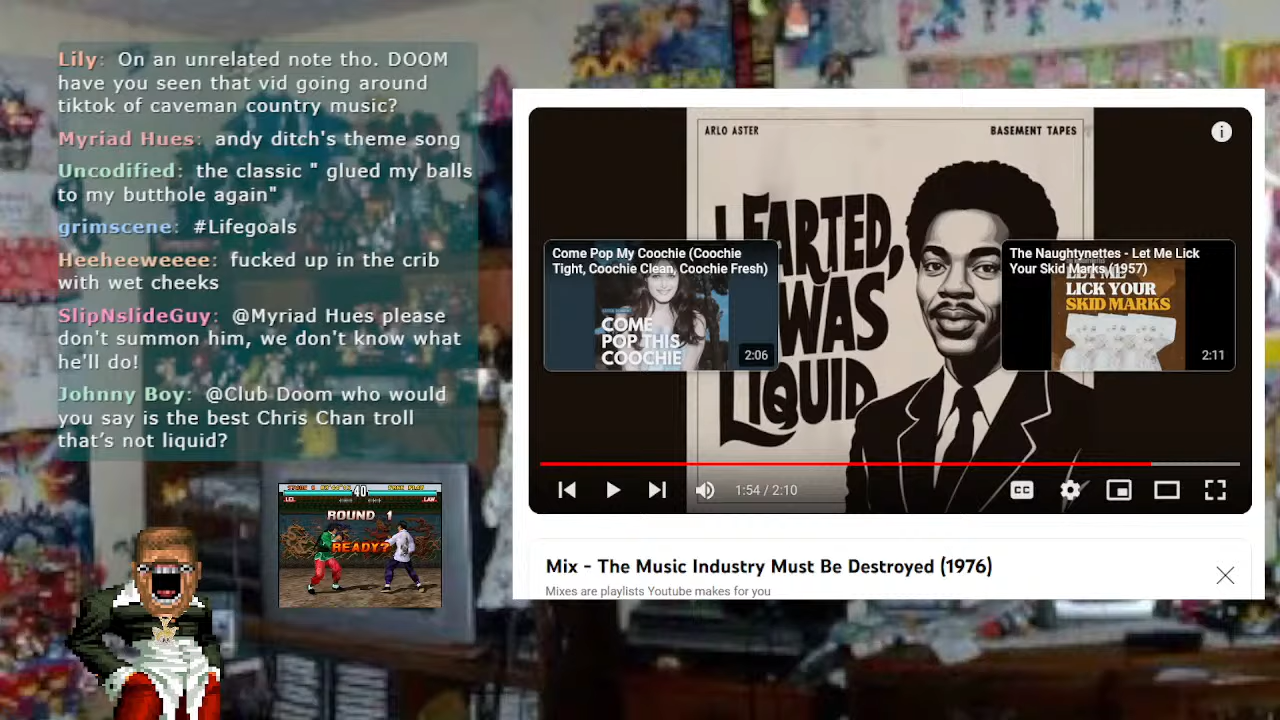 Lily: On an unrelated note tho. DOOM
have you seen that vid going around
tiktok of caveman country music?
Myriad Hues: andy ditch's theme song
Uncodified: the classic " glued my balls
to my butthole again"
grimscene: #Lifegoals
Heeheeweeee: fucked up in the crib
with wet cheeks
SlipNslideGuy: @Myriad Hues please
don't summon him, we don't know what
he'll do!
Johnny Boy: @Club Doom who would
you say is the best Chris Chan troll
that's not liquid?
40
ROUND 1
READY?
ARLO ASTER
BASEMENT TAPES
I FARTED,
WAS
LIQUID
Come Pop My Coochie (Coochie
Tight, Coochie Clean, Coochie Fresh)
COME
POP THIS
COOCHIE
2:06
The Naughtynettes - Let Me Lick
Your Skid Marks (1957)
LET ME
LICK YOUR
SKID MARKS
2:11
1:54 / 2:10
CC
Mix - The Music Industry Must Be Destroyed (1976)
Mixes are playlists Youtube makes for you